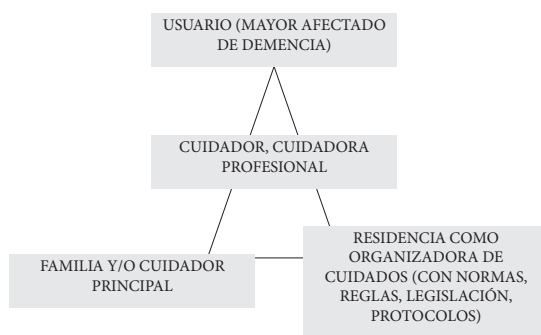 USUARIO (MAYOR AFECTADO
DE DEMENCIA)
CUIDADOR, CUIDADORA
PROFESIONAL
FAMILIA Y/O CUIDADOR
PRINCIPAL
RESIDENCIA COMO
ORGANIZADORA DE
CUIDADOS (CON NORMAS,
REGLAS, LEGISLACIÓN,
PROTOCOLOS)